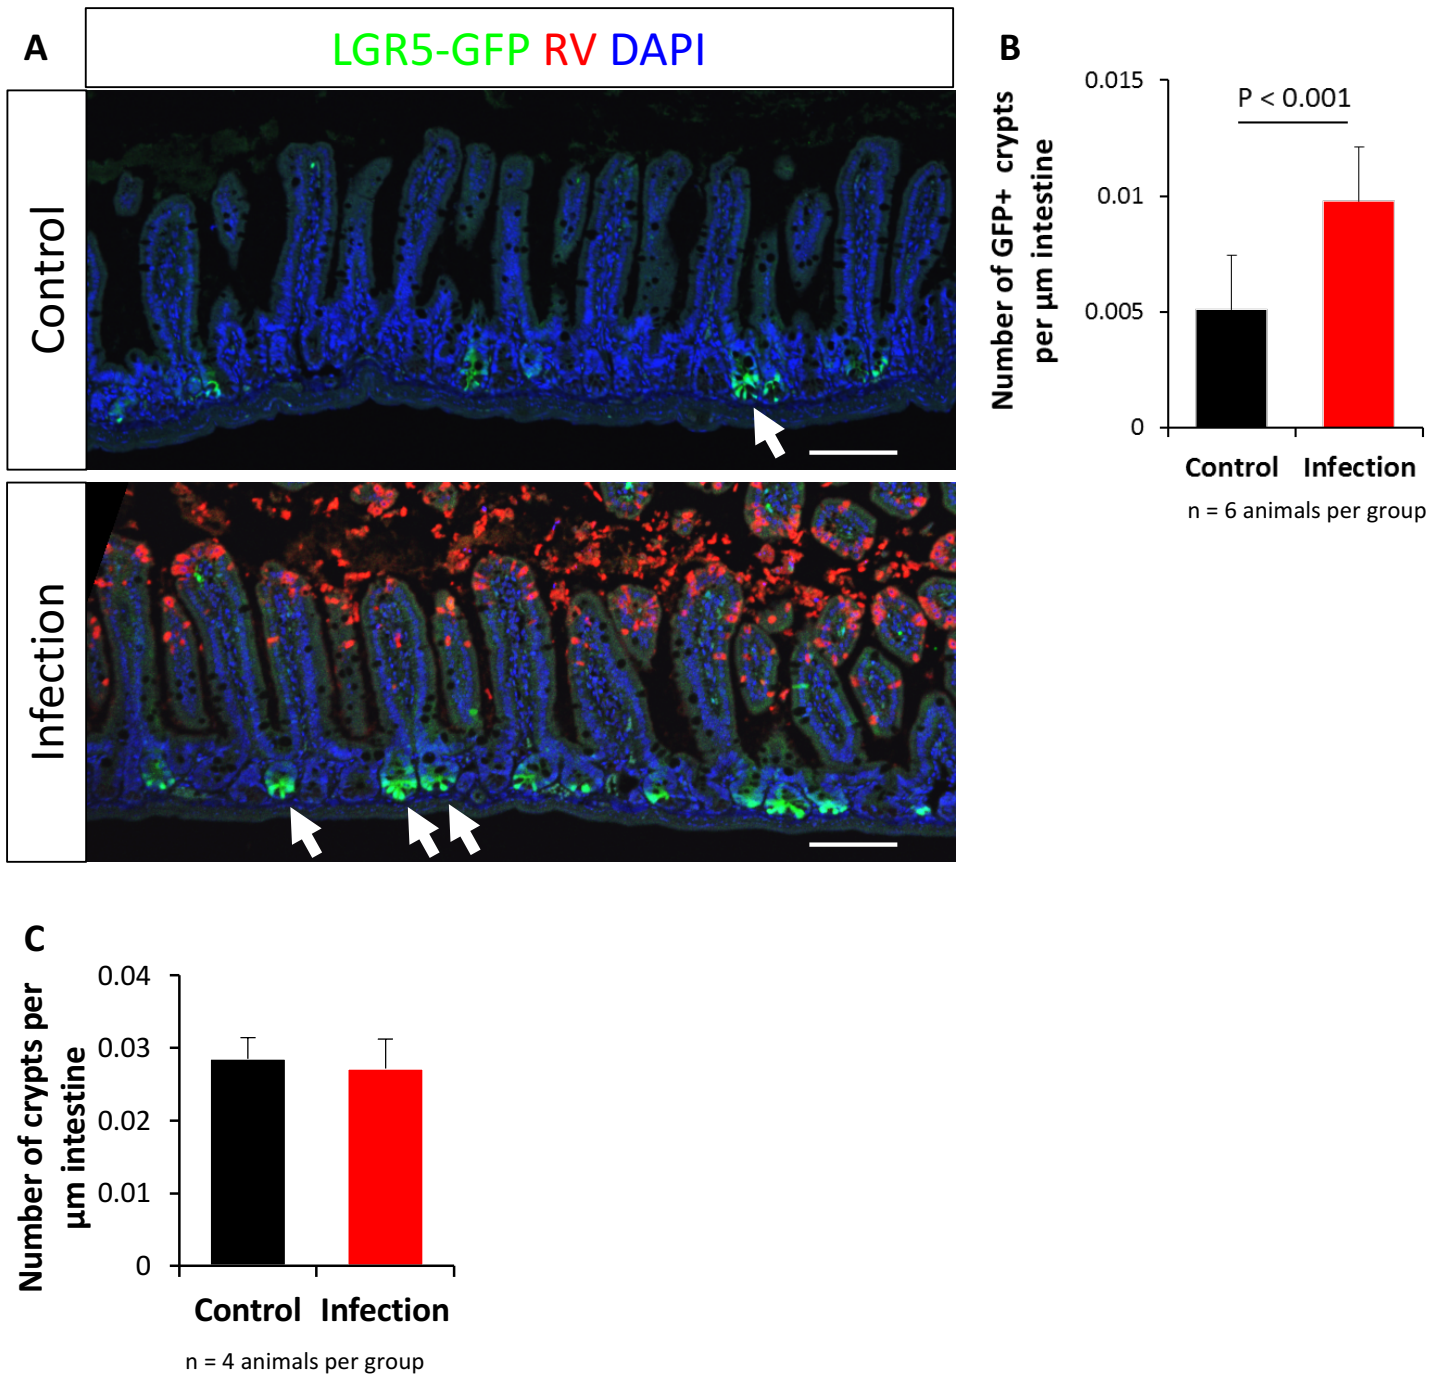 A
LGR5-GFP RV DAPI
Control
Infection
B
Number of GFP+ crypts
per µm intestine
0.015
0.01
0.005
0
P < 0.001
Control Infection
n = 6 animals per group
C
Number of crypts per
µm intestine
0.04
0.03
0.02
0.01
0
Control Infection
n = 4 animals per group